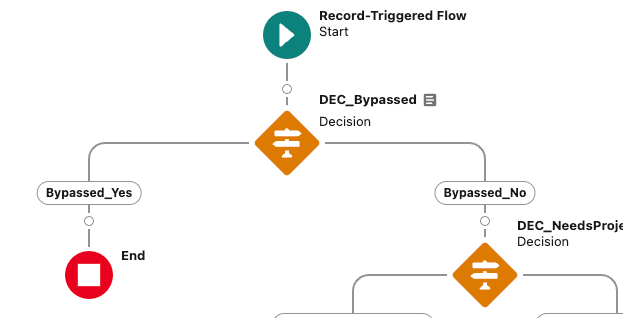 Record-Triggered Flow
Start
DEC_Bypassed
Decision
Bypassed_Yes
Bypassed_No
End
DEC_NeedsProje
Decision